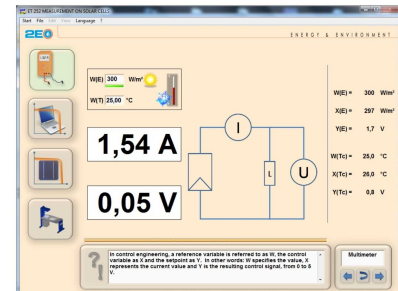 ET 252 MEASUREMENT ON SOLAR CELLS
Start File Edit View Language ?
2E
ENERGY & ENVIRONMENT
W(E) 300 W/m²
W(T) 25,00 °C
1,54 A
0,05 V
I
L
U
W(E) = 300 W/m²
X(E) = 297 W/m²
Y(E) = 1,7 V
W(Tc) = 25,0 °C
X(Tc) = 26,0 °C
Y(Tc) = 0,8 V
In control engineering, a reference variable is referred to as W, the control
variable as X and the setpoint as Y. In other words: W specifies the value, X
represents the current value and Y is the resulting control signal, from 0 to 5
V.
Multimeter